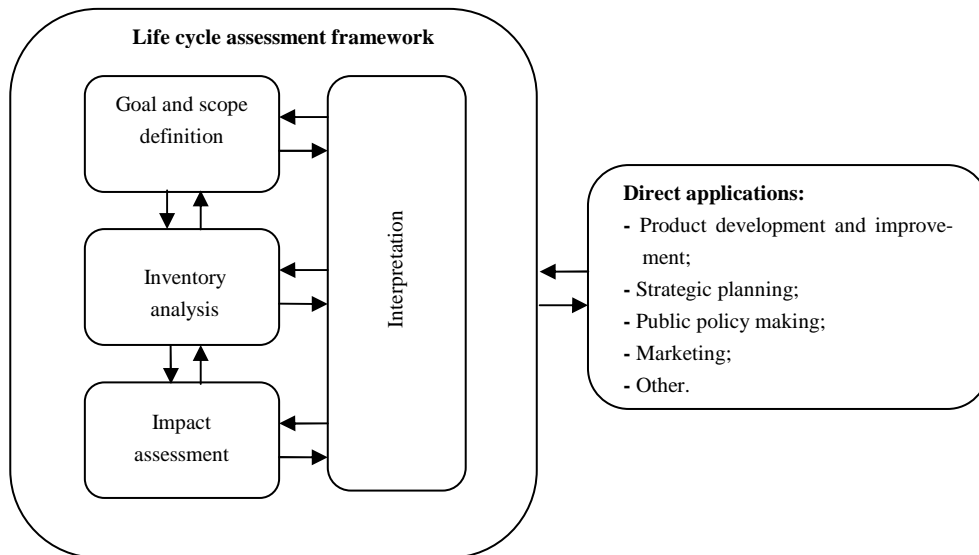 Life cycle assessment framework
Goal and scope
definition
Inventory
analysis
Impact
assessment
Interpretation
Direct applications:
- Product development and improve-
ment;
- Strategic planning;
- Public policy making;
- Marketing;
- Other.